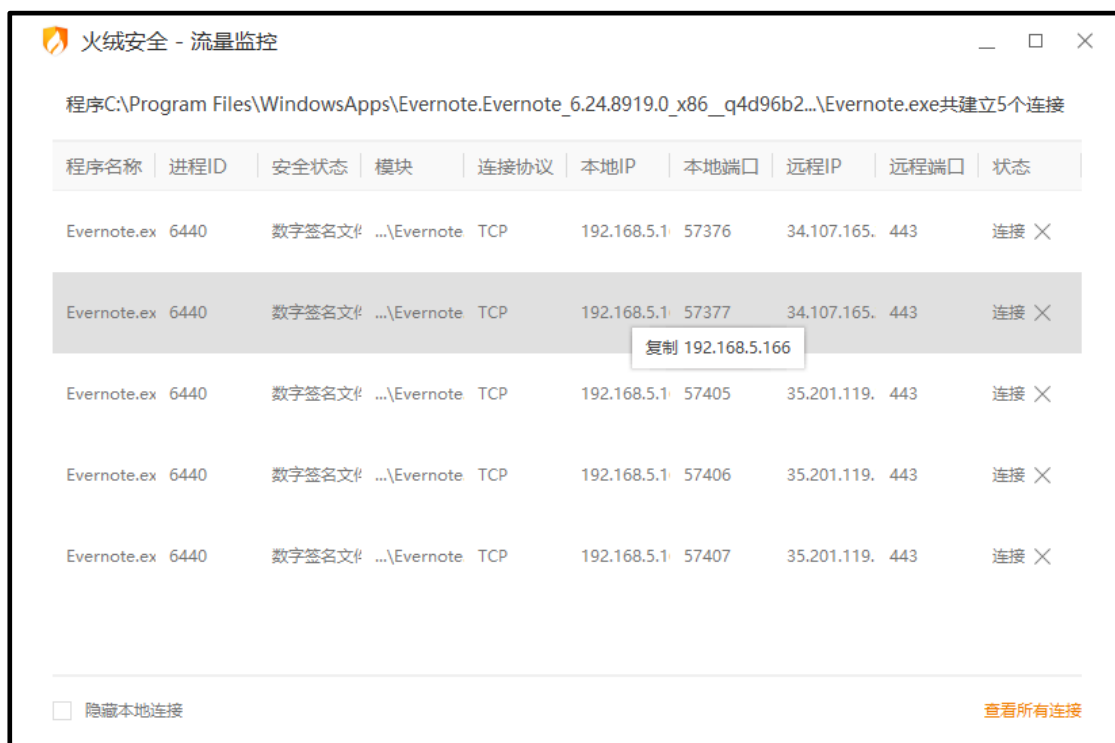 火绒安全 - 流量监控
程序C:\Program Files\WindowsApps\Evernote.Evernote_6.24.8919.0_x86__q4d96b2...\Evernote.exe共建立5个连接
程序名称 进程ID 安全状态 模块 连接协议 本地IP 本地端口 远程IP 远程端口 状态
Evernote.ex 6440 数字签名文件 ...\Evernote TCP 192.168.5.1 57376 34.107.165. 443 连接
Evernote.ex 6440 数字签名文件 ...\Evernote TCP 192.168.5.1 57377 34.107.165. 443 连接
复制 192.168.5.166
Evernote.ex 6440 数字签名文件 ...\Evernote TCP 192.168.5.1 57405 35.201.119. 443 连接
Evernote.ex 6440 数字签名文件 ...\Evernote TCP 192.168.5.1 57406 35.201.119. 443 连接
Evernote.ex 6440 数字签名文件 ...\Evernote TCP 192.168.5.1 57407 35.201.119. 443 连接
隐藏本地连接 查看所有连接